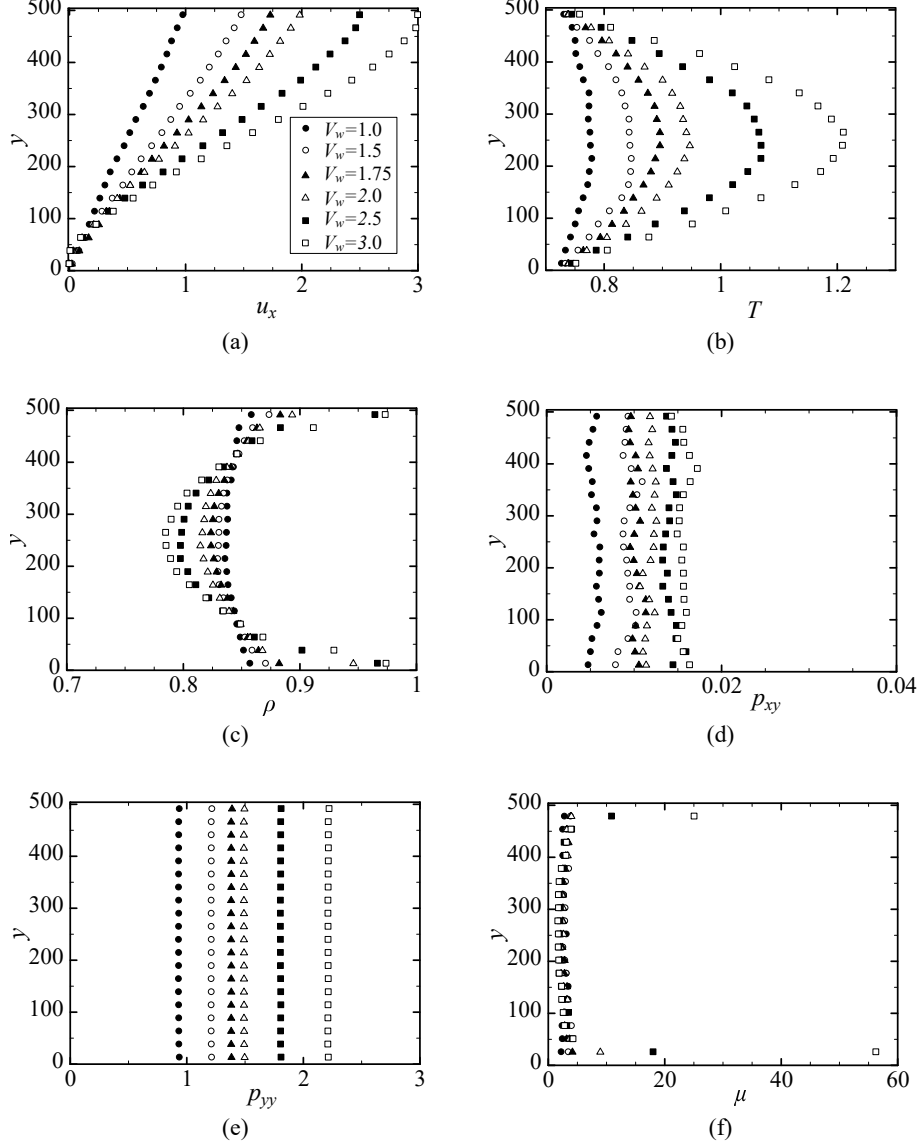 500
400
300
200
100
0
y
0
1
2
3
u_x
(a)
V_w=1.0
V_w=1.5
V_w=1.75
V_w=2.0
V_w=2.5
V_w=3.0
500
400
300
200
100
0
y
0.8
1
1.2
T
(b)
500
400
300
200
100
0
y
0.7
0.8
0.9
1
ρ
(c)
500
400
300
200
100
0
y
0
0.02
0.04
p_xy
(d)
500
400
300
200
100
0
y
0
1
2
3
p_yy
(e)
500
400
300
200
100
0
y
0
20
40
60
μ
(f)